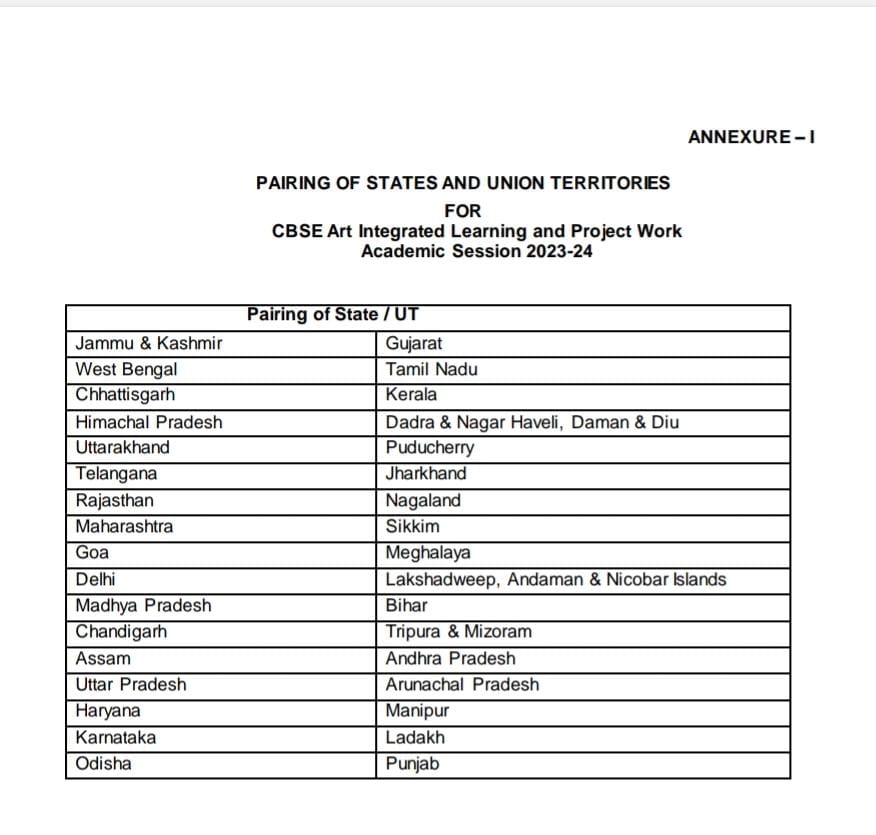 ANNEXURE – I
PAIRING OF STATES AND UNION TERRITORIES
FOR
CBSE Art Integrated Learning and Project Work
Academic Session 2023-24
Pairing of State / UT
Jammu & Kashmir Gujarat
West Bengal Tamil Nadu
Chhattisgarh Kerala
Himachal Pradesh Dadra & Nagar Haveli, Daman & Diu
Uttarakhand Puducherry
Telangana Jharkhand
Rajasthan Nagaland
Maharashtra Sikkim
Goa Meghalaya
Delhi Lakshadweep, Andaman & Nicobar Islands
Madhya Pradesh Bihar
Chandigarh Tripura & Mizoram
Assam Andhra Pradesh
Uttar Pradesh Arunachal Pradesh
Haryana Manipur
Karnataka Ladakh
Odisha Punjab